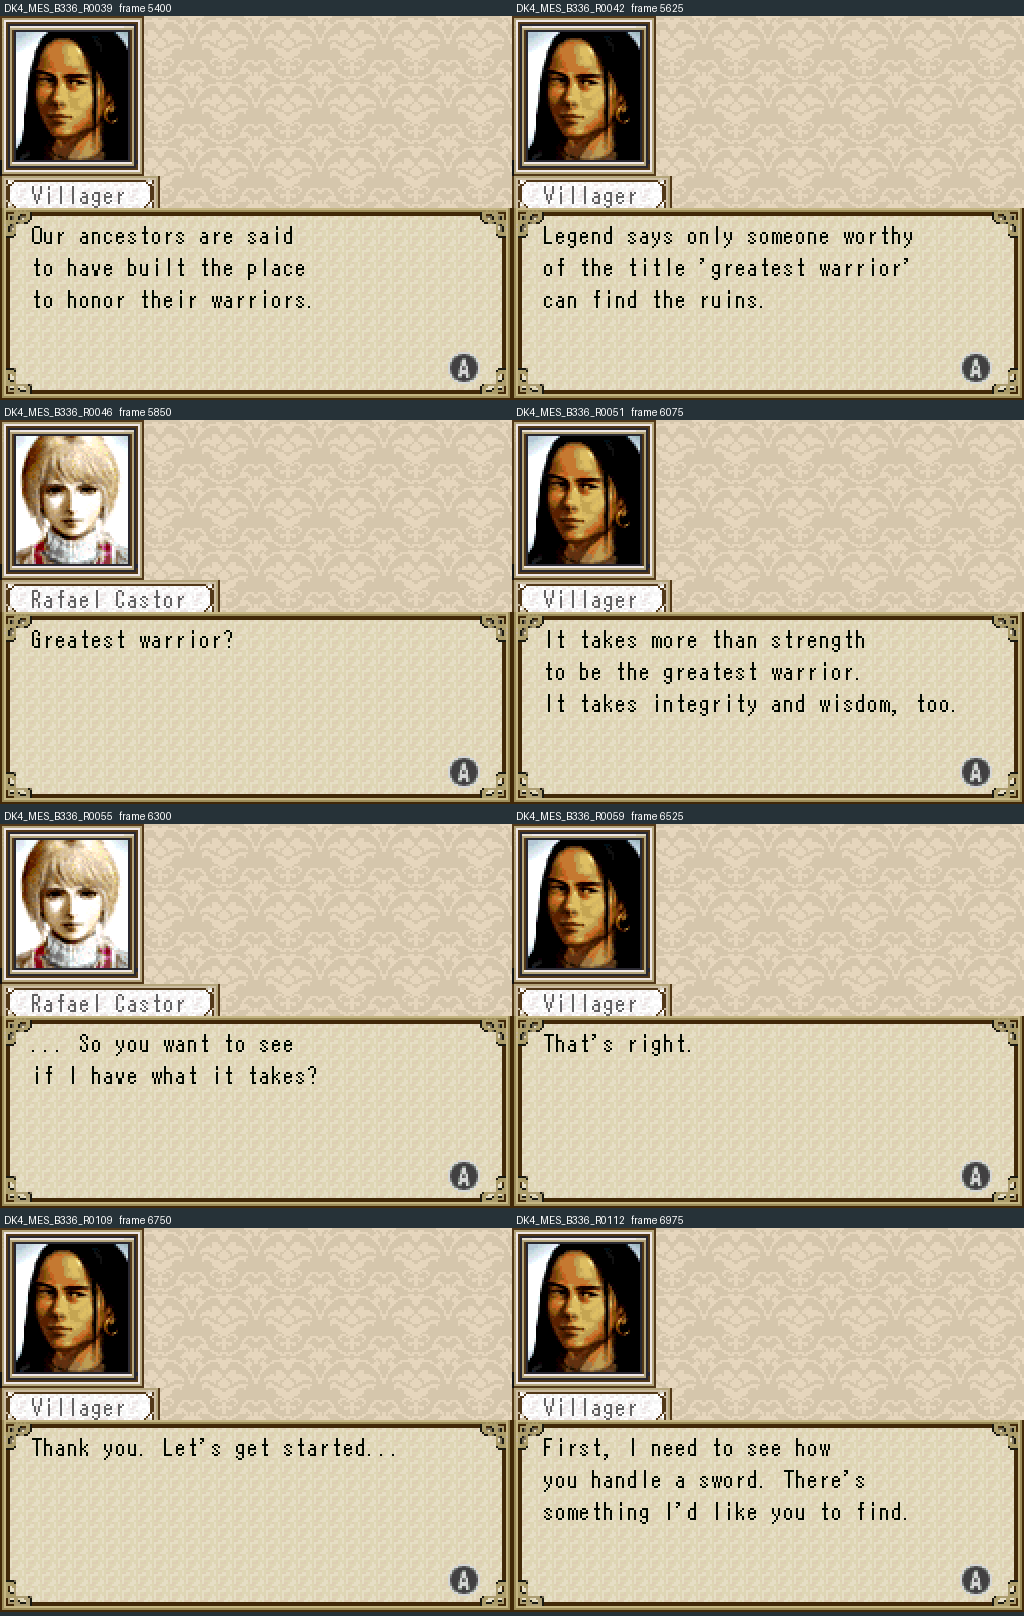 DK4_MES_B336_R0039 frame 5400
Villager
Our ancestors are said
to have built the place
to honor their warriors.
A
DK4_MES_B336_R0042 frame 5625
Villager
Legend says only someone worthy
of the title 'greatest warrior'
can find the ruins.
A
DK4_MES_B336_R0046 frame 5850
Rafael Castor
Greatest warrior?
A
DK4_MES_B336_R0051 frame 6075
Villager
It takes more than strength
to be the greatest warrior.
It takes integrity and wisdom, too.
A
DK4_MES_B336_R0055 frame 6300
Rafael Castor
... So you want to see
if I have what it takes?
A
DK4_MES_B336_R0059 frame 6525
Villager
That's right.
A
DK4_MES_B336_R0109 frame 6750
Villager
Thank you. Let's get started...
A
DK4_MES_B336_R0112 frame 6975
Villager
First, I need to see how
you handle a sword. There's
something I'd like you to find.
A